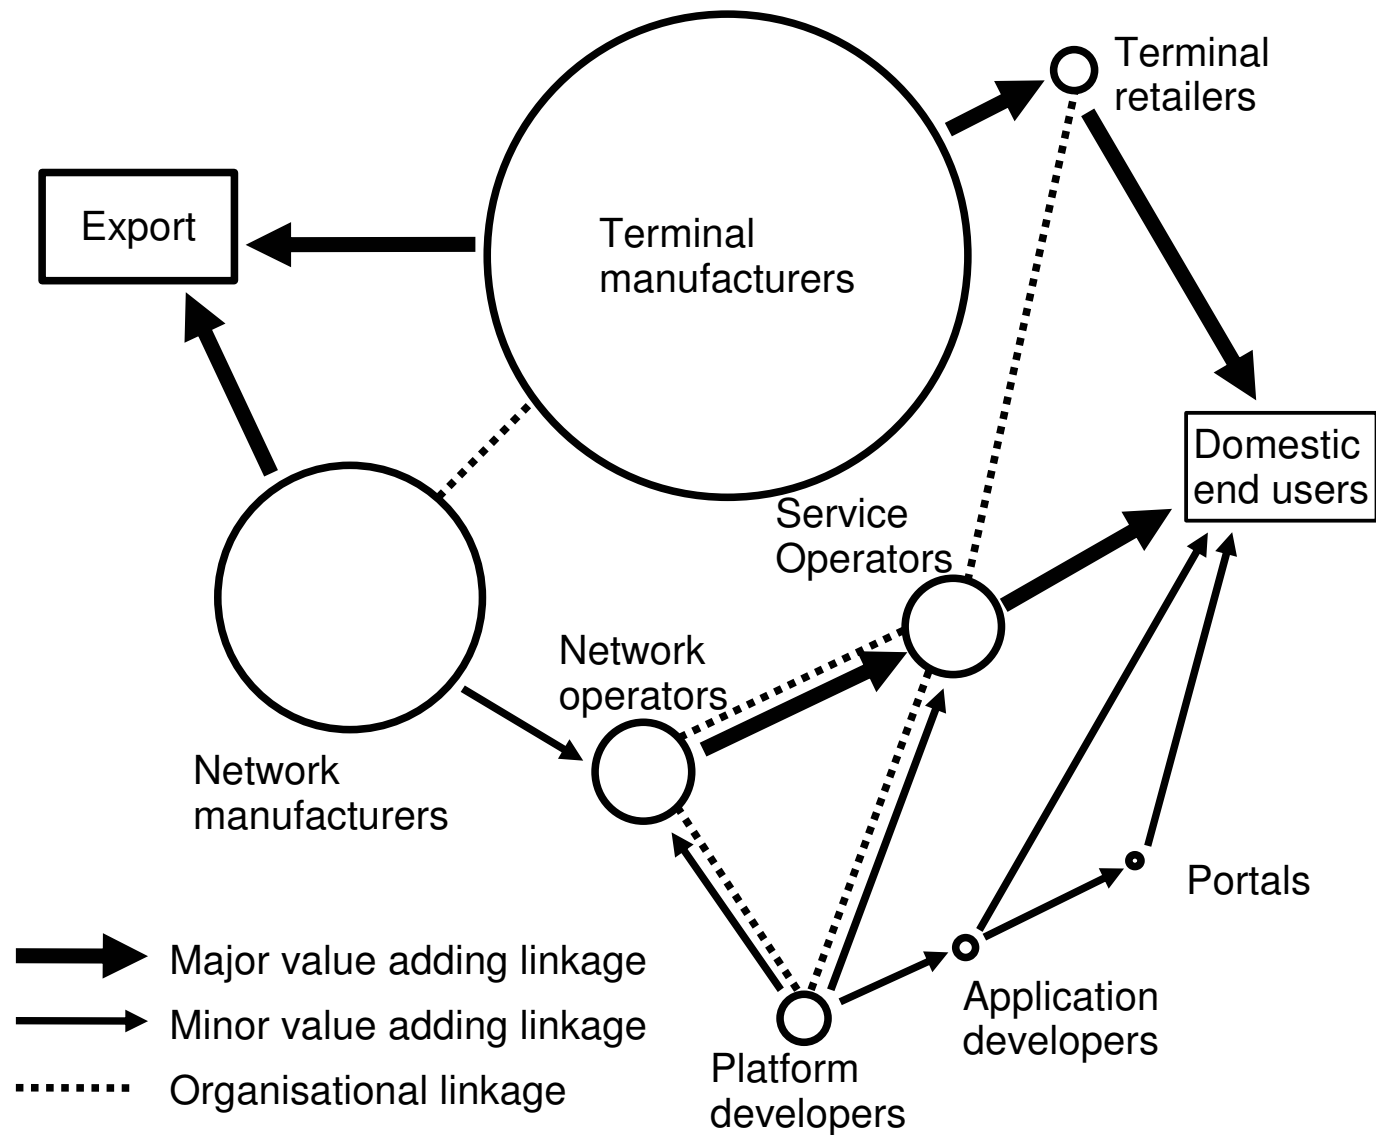 Terminal
retailers
Export
Terminal
manufacturers
Domestic
end users
Service
Operators
Network
operators
Network
manufacturers
Portals
Major value adding linkage
Application
developers
Minor value adding linkage
Platform
developers
Organisational linkage